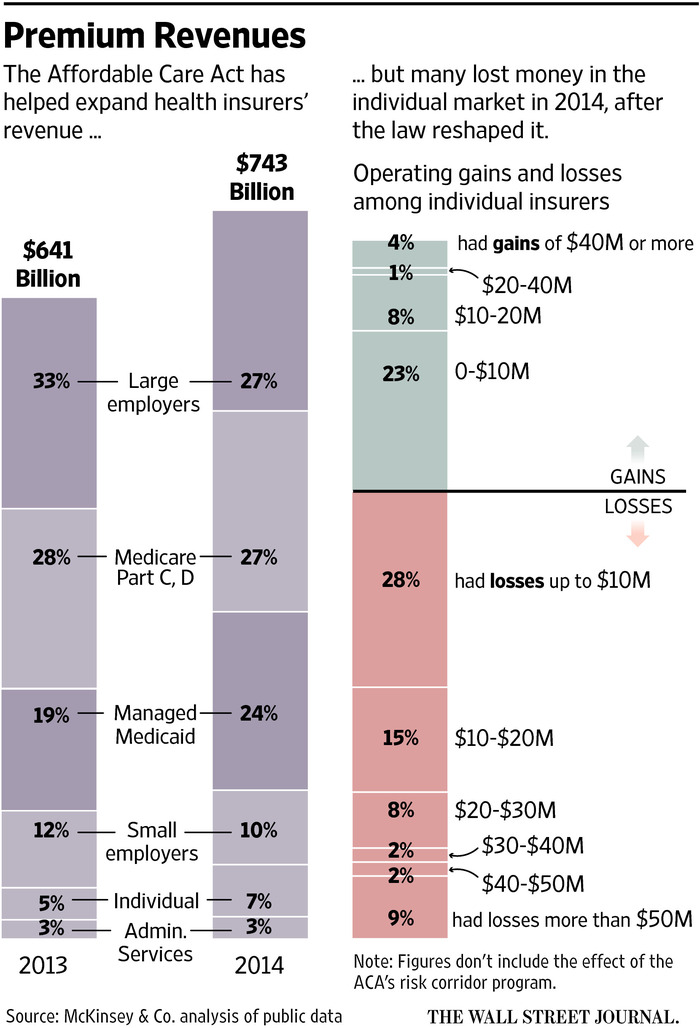 Premium Revenues
The Affordable Care Act has
helped expand health insurers’
revenue ...
$641
Billion
$743
Billion
33%
Large
employers
27%
28%
Medicare
Part C, D
27%
19%
Managed
Medicaid
24%
12%
Small
employers
10%
5%
Individual
7%
3%
Admin.
Services
3%
2013
2014
... but many lost money in the
individual market in 2014, after
the law reshaped it.
Operating gains and losses
among individual insurers
4%
had gains of $40M or more
1%
$20-40M
8%
$10-20M
23%
0-$10M
GAINS
LOSSES
28%
had losses up to $10M
15%
$10-$20M
8%
$20-$30M
2%
$30-$40M
2%
$40-$50M
9%
had losses more than $50M
Note: Figures don’t include the effect of the
ACA’s risk corridor program.
Source: McKinsey & Co. analysis of public data
THE WALL STREET JOURNAL.